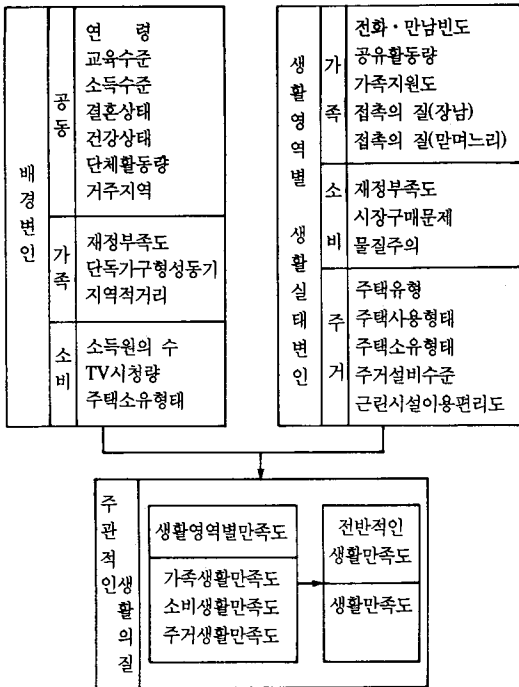 배경변인
공동
연 령
교육수준
소득수준
결혼상태
건강상태
단체활동량
거주지역
가족
재정부족도
단독가구형성동기
지역적거리
소비
소득원의 수
TV시청량
주택소유형태
생활영역별 생활실태변인
가족
전화·만남빈도
공유활동량
가족지원도
접촉의 질(장남)
접촉의 질(맏며느리)
소비
재정부족도
시장구매문제
물질주의
주거
주택유형
주택사용형태
주택소유형태
주거설비수준
근린시설이용편리도
주관적인 생활의 질
생활영역별만족도
가족생활만족도
소비생활만족도
주거생활만족도
전반적인
생활만족도
생활만족도